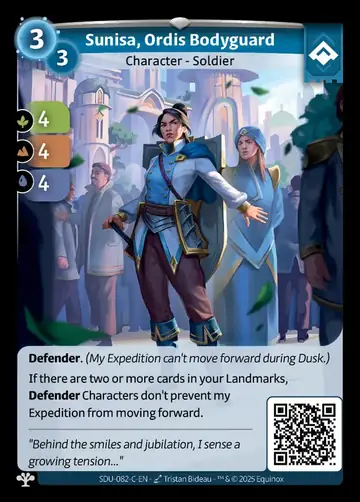 3
3
Sunisa, Ordis Bodyguard
Character - Soldier
4
4
4
Defender. (My Expedition can't move forward during Dusk.)
If there are two or more cards in your Landmarks,
Defender Characters don't prevent my
Expedition from moving forward.
"Behind the smiles and jubilation, I sense a
growing tension..."
SDU-082-C-EN - Tristan Bideau - ™ & © 2025 Equinox